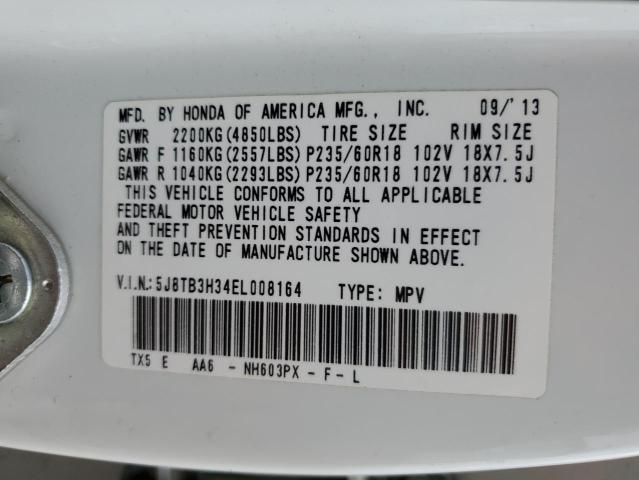 MFD. BY HONDA OF AMERICA MFG., INC. 09/'13
GVWR 2200KG(4850LBS) TIRE SIZE RIM SIZE
GAWR F 1160KG(2557LBS) P235/60R18 102V 18X7.5J
GAWR R 1040KG(2293LBS) P235/60R18 102V 18X7.5J
THIS VEHICLE CONFORMS TO ALL APPLICABLE
FEDERAL MOTOR VEHICLE SAFETY
AND THEFT PREVENTION STANDARDS IN EFFECT
ON THE DATE OF MANUFACTURE SHOWN ABOVE.
V.I.N.:5J8TB3H34EL008164 TYPE: MPV
TX5 E AA6 - NH603PX - F - L